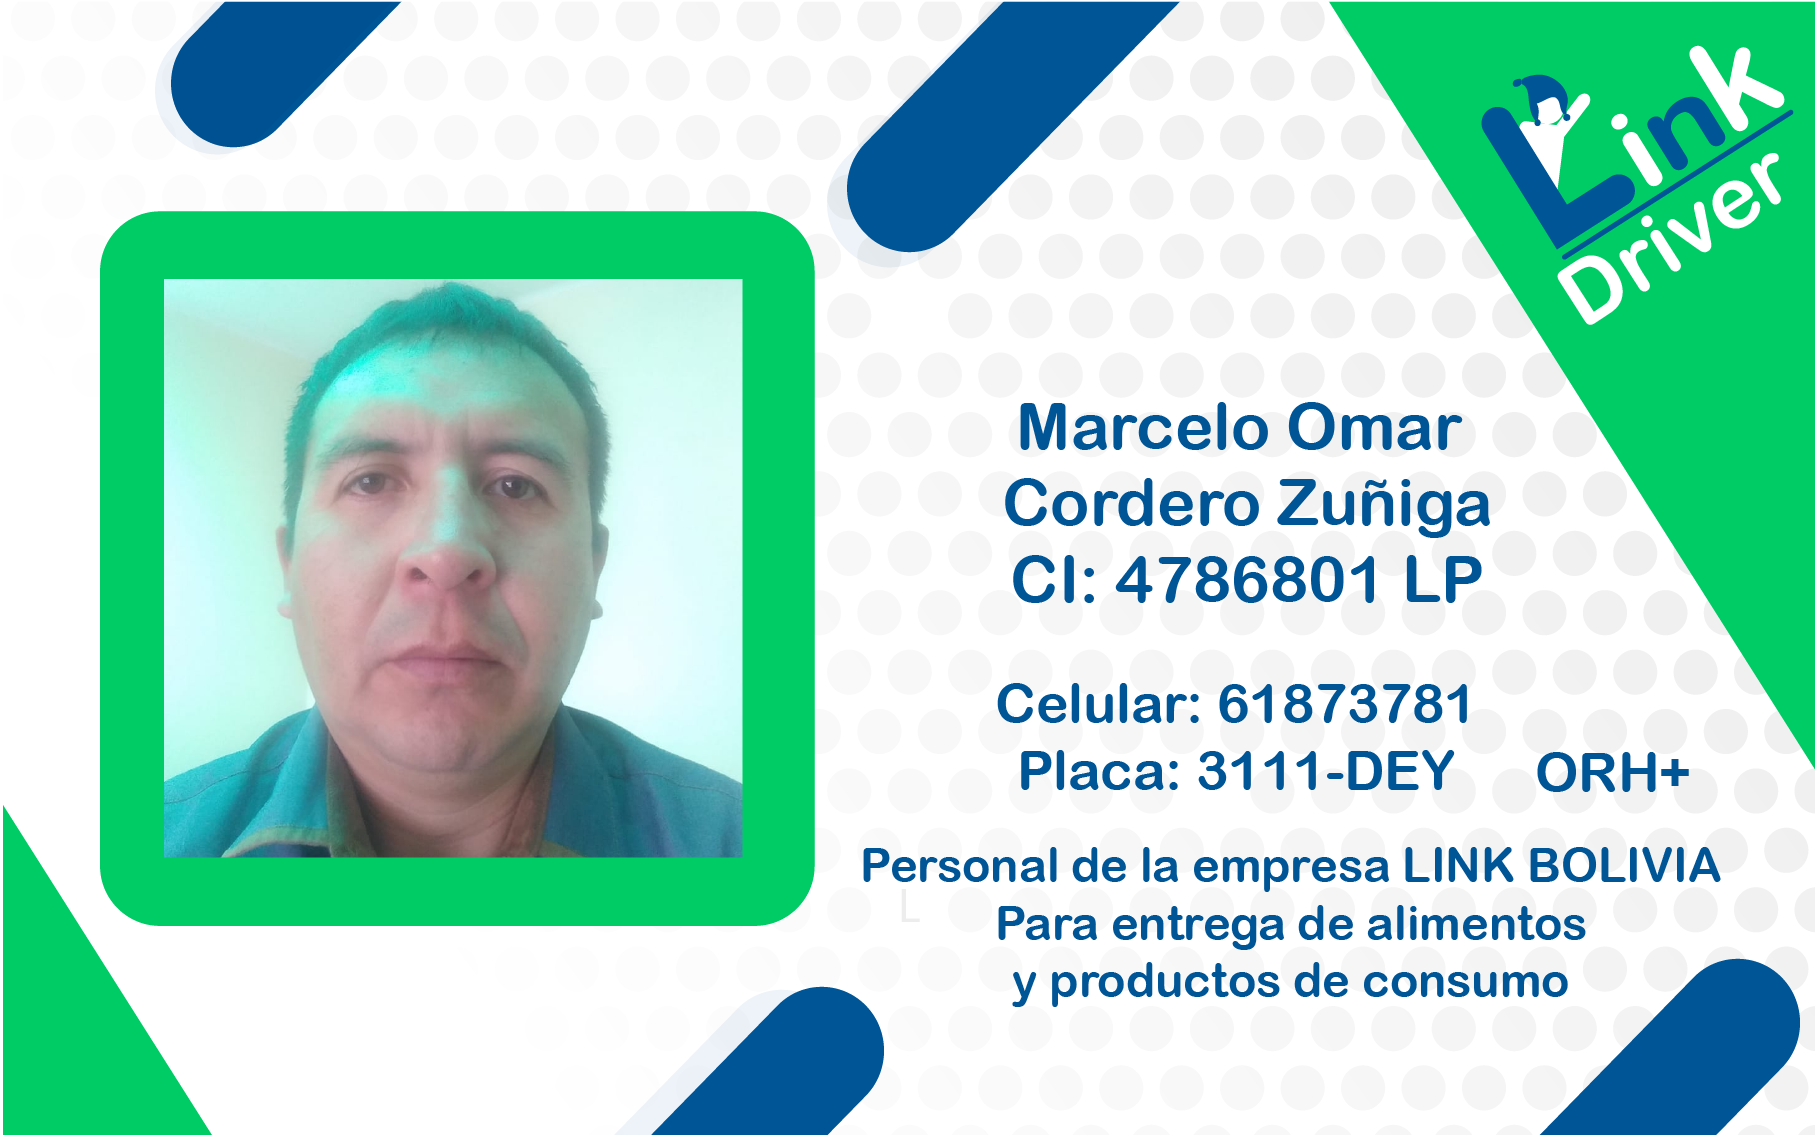 Link
Driver
Marcelo Omar
Cordero Zuñiga
CI: 4786801 LP
Celular: 61873781
Placa: 3111-DEY ORH+
Personal de la empresa LINK BOLIVIA
L
Para entrega de alimentos
y productos de consumo